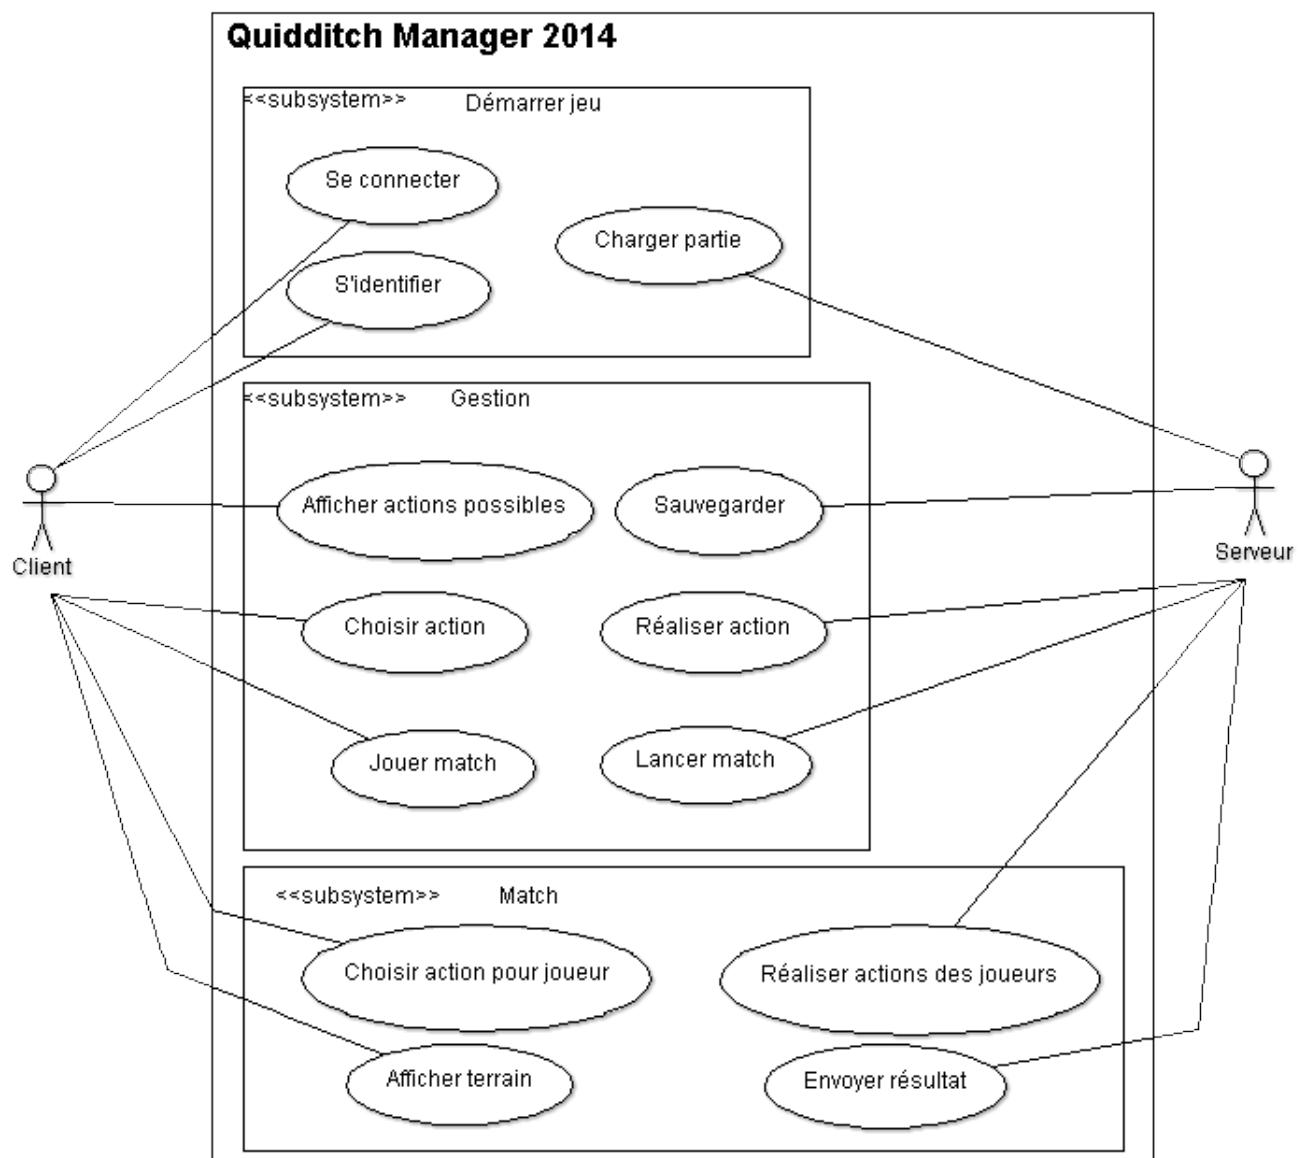 Quidditch Manager 2014
<<subsystem>> Démarrer jeu
Se connecter
Charger partie
S'identifier
<<subsystem>> Gestion
Afficher actions possibles
Sauvegarder
Client
Serveur
Choisir action
Réaliser action
Jouer match
Lancer match
<<subsystem>> Match
Choisir action pour joueur
Réaliser actions des joueurs
Afficher terrain
Envoyer résultat